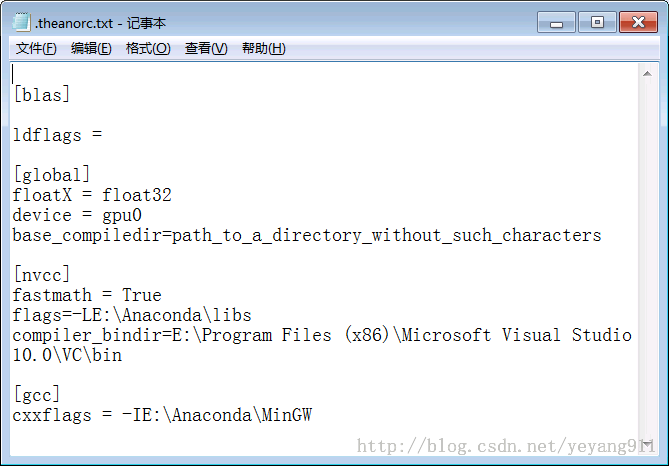 .theanorc.txt - 记事本
文件(F) 编辑(E) 格式(O) 查看(V) 帮助(H)
[blas]
ldflags =
[global]
floatX = float32
device = gpu0
base_compiledir=path_to_a_directory_without_such_characters
[nvcc]
fastmath = True
flags=-LE:\Anaconda\libs
compiler_bindir=E:\Program Files (x86)\Microsoft Visual Studio
10.0\VC\bin
[gcc]
cxxflags = -IE:\Anaconda\MinGW
http://blog.csdn.net/yeyang911